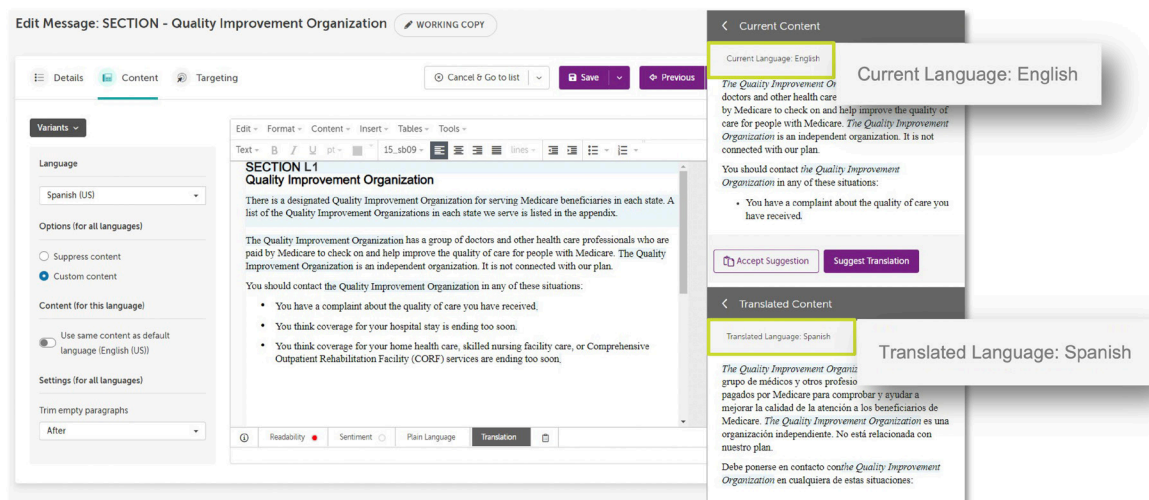 Edit Message: SECTION - Quality Improvement Organization
WORKING COPY
Details
Content
Targeting
Cancel & Go to list
Save
Previous
Variants
Language
Spanish (US)
Options (for all languages)
Suppress content
Custom content
Content (for this language)
Use same content as default
language (English (US))
Settings (for all languages)
Trim empty paragraphs
After
Edit Format Content Insert Tables Tools
Text B I U pt 15_sb09 lines
SECTION L1
Quality Improvement Organization
There is a designated Quality Improvement Organization for serving Medicare beneficiaries in each state. A
list of the Quality Improvement Organizations in each state we serve is listed in the appendix.
The Quality Improvement Organization has a group of doctors and other health care professionals who are
paid by Medicare to check on and help improve the quality of care for people with Medicare. The Quality
Improvement Organization is an independent organization. It is not connected with our plan.
You should contact the Quality Improvement Organization in any of these situations:
• You have a complaint about the quality of care you have received.
• You think coverage for your hospital stay is ending too soon.
• You think coverage for your home health care, skilled nursing facility care, or Comprehensive
Outpatient Rehabilitation Facility (CORF) services are ending too soon.
Readability
Sentiment
Plain Language
Translation
Current Content
Current Language: English
Current Language: English
The Quality Improvement Or
doctors and other health care
by Medicare to check on and help improve the quality of
care for people with Medicare. The Quality Improvement
Organization is an independent organization. It is not
connected with our plan.
You should contact the Quality Improvement
Organization in any of these situations:
• You have a complaint about the quality of care you
have received.
Accept Suggestion
Suggest Translation
Translated Content
Translated Language: Spanish
Translated Language: Spanish
The Quality Improvement Organiz
grupo de médicos y otros profesio
pagados por Medicare para comprobar y ayudar a
mejorar la calidad de la atención a los beneficiarios de
Medicare. The Quality Improvement Organization es una
organización independiente. No está relacionada con
nuestro plan.
Debe ponerse en contacto conthe Quality Improvement
Organization en cualquiera de estas situaciones: